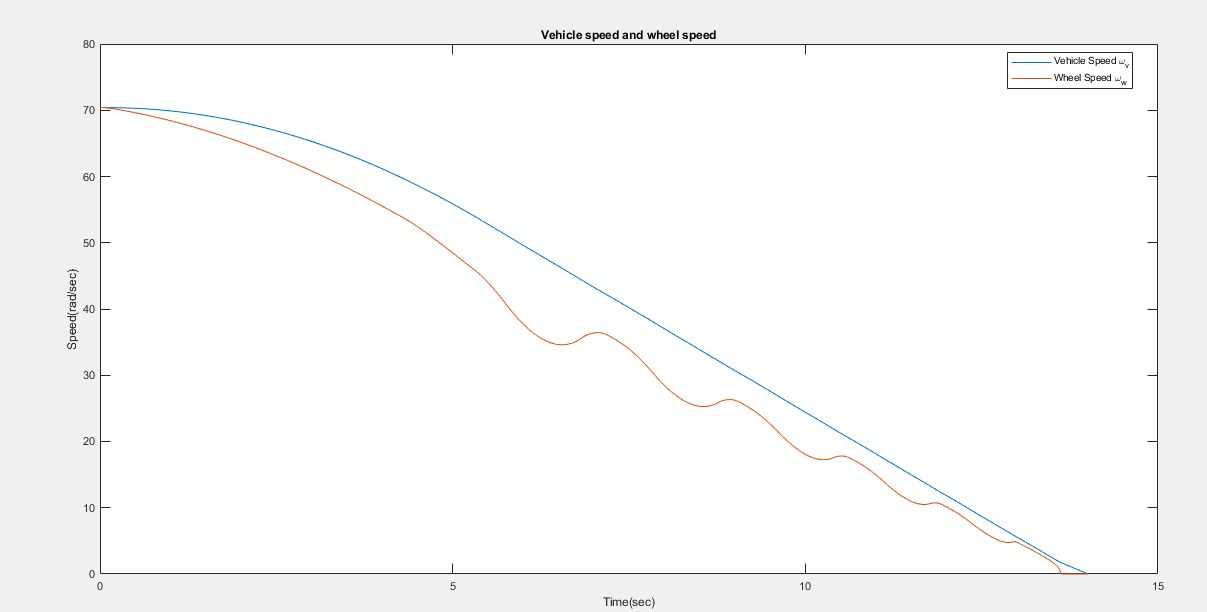 Vehicle speed and wheel speed
80
70
60
50
40
30
20
10
0
Speed(rad/sec)
Vehicle Speed ωv
Wheel Speed ωw
0 5 10 15
Time(sec)